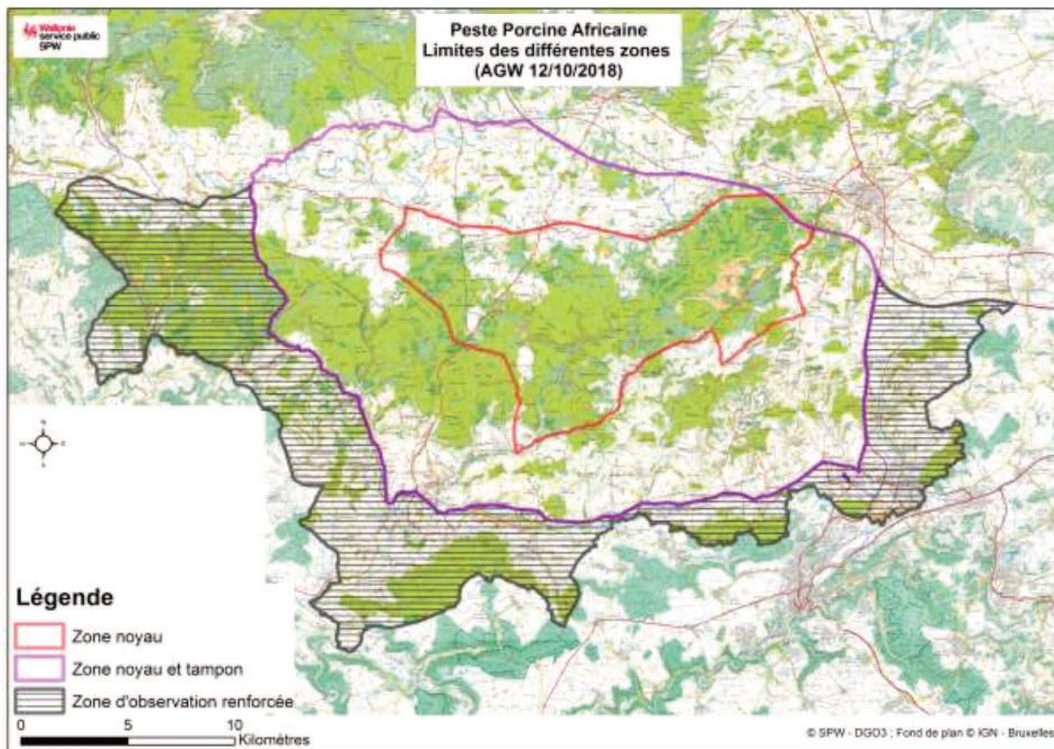 Wallonie
service public
SPW
Peste Porcine Africaine
Limites des différentes zones
(AGW 12/10/2018)
N
E
S
Légende
Zone noyau
Zone noyau et tampon
Zone d'observation renforcée
0 5 10
Kilomètres
© SPW - DGO3 ; Fond de plan © IGN - Bruxelles